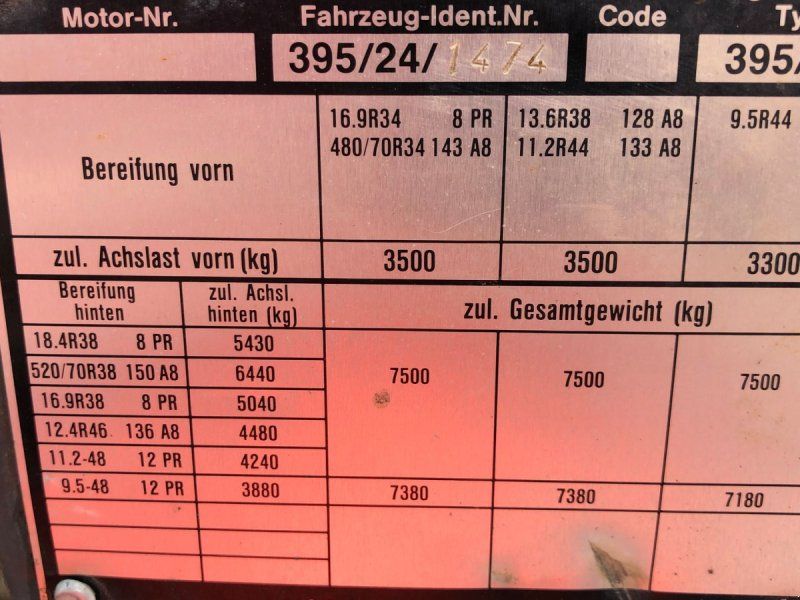 Motor-Nr. Fahrzeug-Ident.Nr. Code
395/24/1474 395/
16.9R34 8 PR 13.6R38 128 A8 9.5R44
480/70R34 143 A8 11.2R44 133 A8
Bereifung vorn
zul. Achslast vorn (kg) 3500 3500 3300
Bereifung hinten zul. Achsl. hinten (kg) zul. Gesamtgewicht (kg)
18.4R38 8 PR 5430
520/70R38 150 A8 6440 7500 7500 7500
16.9R38 8 PR 5040
12.4R46 136 A8 4480
11.2-48 12 PR 4240
9.5-48 12 PR 3880 7380 7380 7180